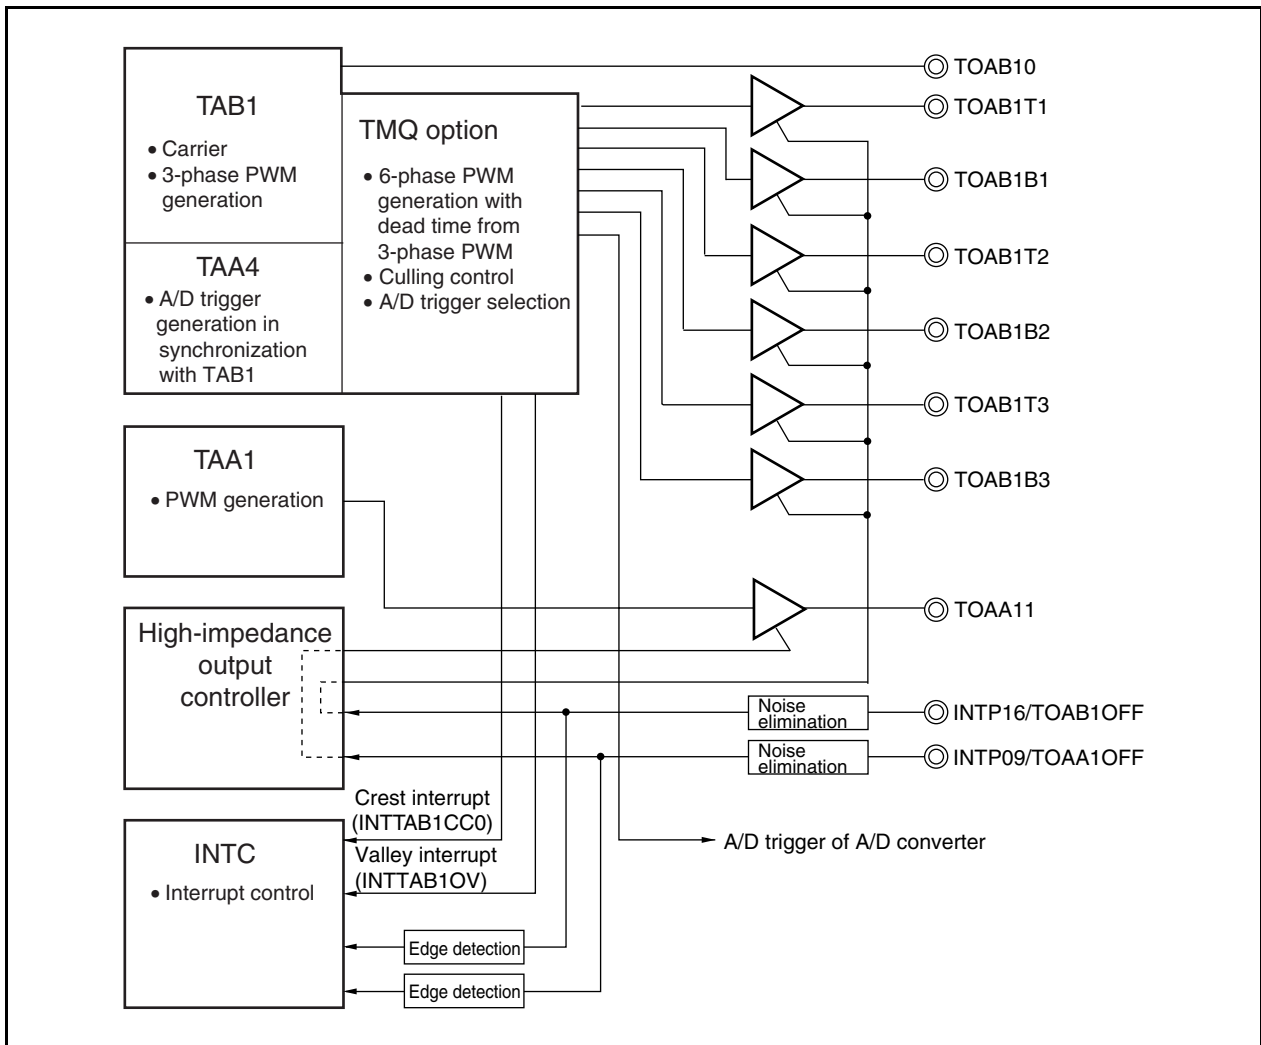 TAB1
• Carrier
• 3-phase PWM
generation
TAA4
• A/D trigger
generation in
synchronization
with TAB1
TMQ option
• 6-phase PWM
generation with
dead time from
3-phase PWM
• Culling control
• A/D trigger selection
TOAB10
TOAB1T1
TOAB1B1
TOAB1T2
TOAB1B2
TOAB1T3
TOAB1B3
TAA1
• PWM generation
TOAA11
High-impedance
output
controller
Noise
elimination
INTP16/TOAB1OFF
Noise
elimination
INTP09/TOAA1OFF
Crest interrupt
(INTTAB1CC0)
Valley interrupt
(INTTAB1OV)
A/D trigger of A/D converter
INTC
• Interrupt control
Edge detection
Edge detection